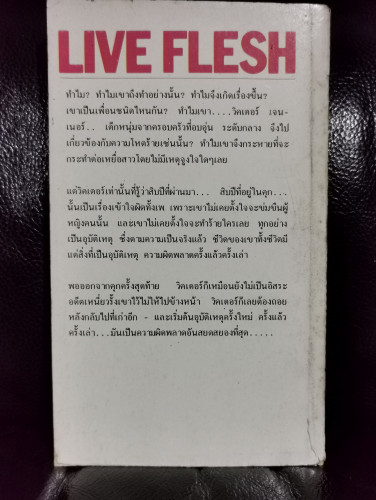 LIVE FLESH
ทำไม? ทำไมเขาถึงทำอย่างนั้น? ทำไมจึงเกิดเรื่องขึ้น?
เขาเป็นเพื่อนชนิดไหนกัน? ทำไมเขา....วิคเตอร์ เจน-
เนอร์.. เด็กหนุ่มจากครอบครัวที่อบอุ่น ระดับกลาง จึงไป
เกี่ยวข้องกับความโหดร้ายเช่นนั้น? ทำไมเขาจึงกระหายที่จะ
กระทำต่อเหยื่อสาวโดยไม่มีเหตุจูงใจใดๆเลย
แต่วิคเตอร์เท่านั้นที่รู้ว่าสิบปีที่ผ่านมา... สิบปีที่อยู่ในคุก...
นั้นเป็นเรื่องเข้าใจผิดทั้งเพ เพราะเขาไม่เคยตั้งใจจะข่มขืนผู้
หญิงคนนั้น และเขาไม่เคยตั้งใจจะทำร้ายใครเลย ทุกอย่าง
เป็นอุบัติเหตุ ซึ่งตามความเป็นจริงแล้ว ชีวิตของเขาทั้งชีวิตมี
แต่สิ่งที่เป็นอุบัติเหตุ ความผิดพลาดครั้งแล้วครั้งเล่า
พอออกจากคุกครั้งสุดท้าย วิคเตอร์ก็เหมือนยังไม่เป็นอิสระ
อดีตเหนี่ยวรั้งเขาไว้ไม่ให้ไปข้างหน้า วิคเตอร์ก็เลยต้องถอย
หลังกลับไปที่เก่าอีก - และเริ่มต้นอุบัติเหตุครั้งใหม่ ครั้งแล้ว
ครั้งเล่า...มันเป็นความผิดพลาดอันสยดสยองที่สุด.....